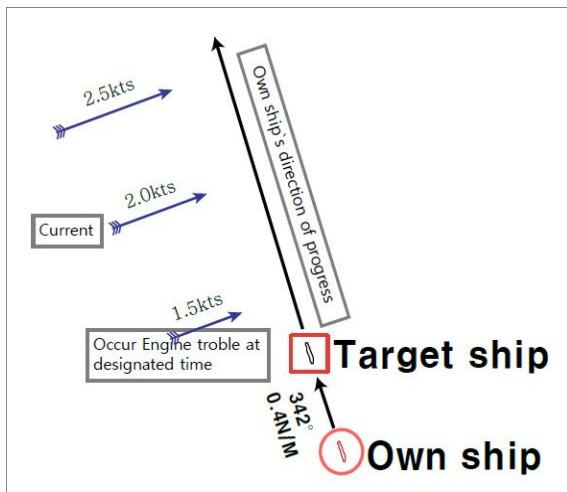 2.5kts
Own ship`s direction of progress
2.0kts
Current
1.5kts
Occur Engine troble at
designated time
Target ship
342°
0.4N/M
Own ship